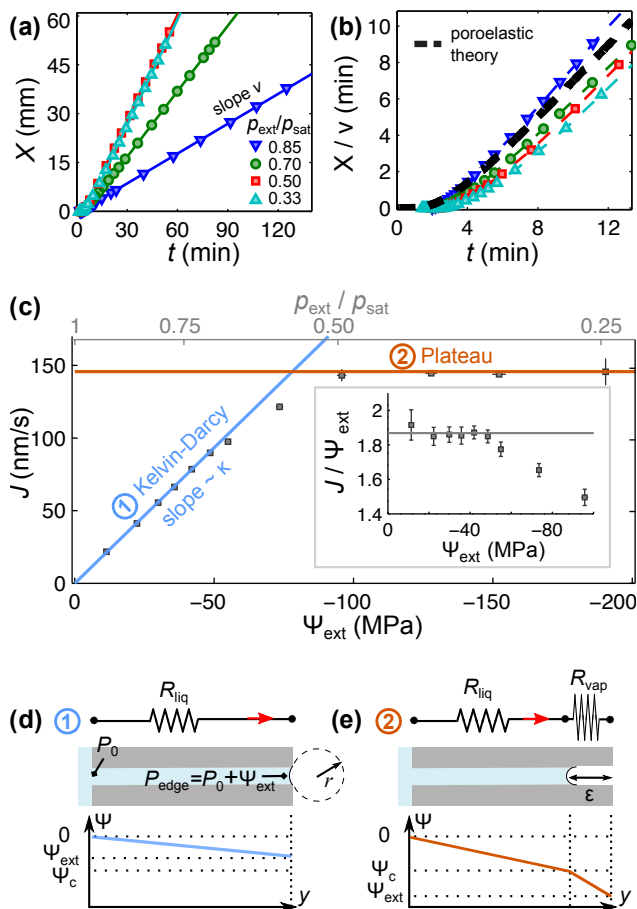 (a)
60
45
30
15
0
X (mm)
slope v
p_ext/p_sat
0.85
0.70
0.50
0.33
0 30 60 90 120
t (min)
(b)
10
8
6
4
2
0
X / v (min)
poroelastic
theory
0 4 8 12
t (min)
(c)
p_ext / p_sat
1 0.75 0.50 0.25
150
100
50
0
J (nm/s)
2 Plateau
1 Kelvin-Darcy
slope ~ κ
0 −50 −100 −150 −200
Ψ_ext (MPa)
2
1.8
1.6
1.4
J / Ψ_ext
0 −40 −80
Ψ_ext (MPa)
(d) 1
R_liq
P_0
P_edge=P_0+Ψ_ext
r
Ψ
0
Ψ_ext
Ψ_c
y
(e) 2
R_liq
R_vap
ε
Ψ
0
Ψ_c
Ψ_ext
y